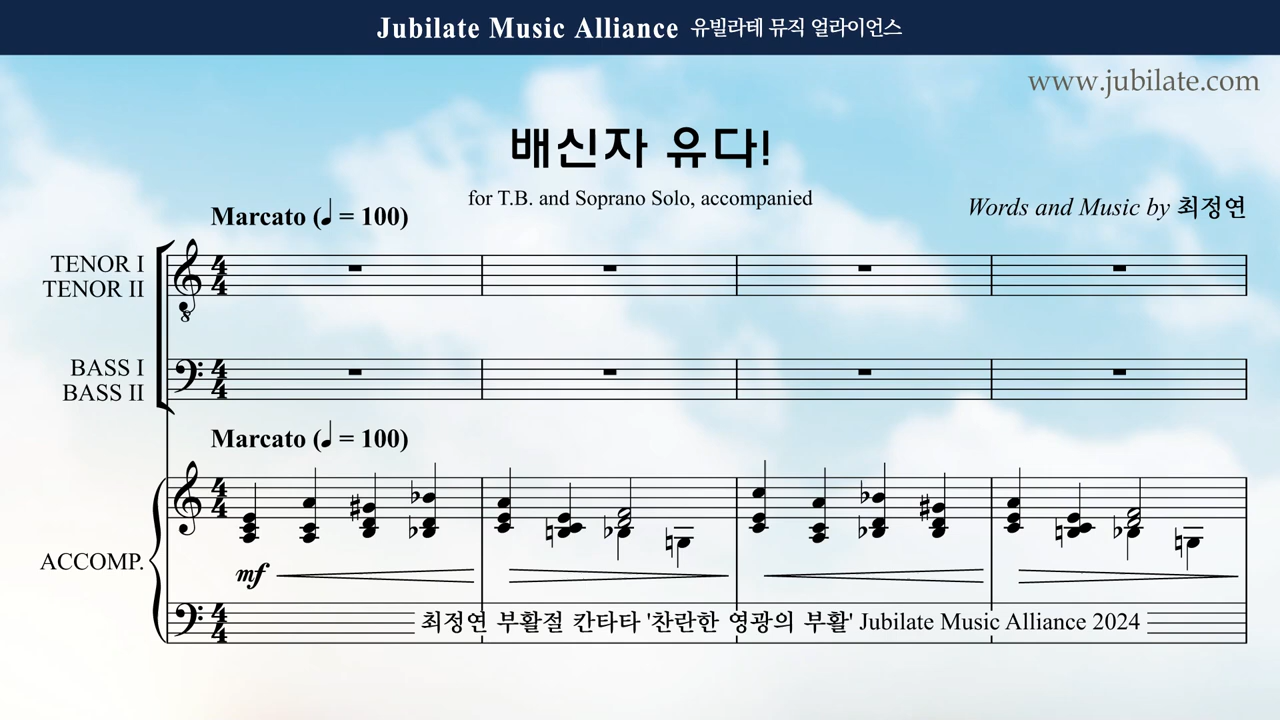 Jubilate Music Alliance 유빌라테 뮤직 얼라이언스
www.jubilate.com
배신자 유다!
for T.B. and Soprano Solo, accompanied
Words and Music by 최정연
Marcato (♩ = 100)
TENOR I
TENOR II
BASS I
BASS II
Marcato (♩ = 100)
ACCOMP.
mf
최정연 부활절 칸타타 '찬란한 영광의 부활' Jubilate Music Alliance 2024